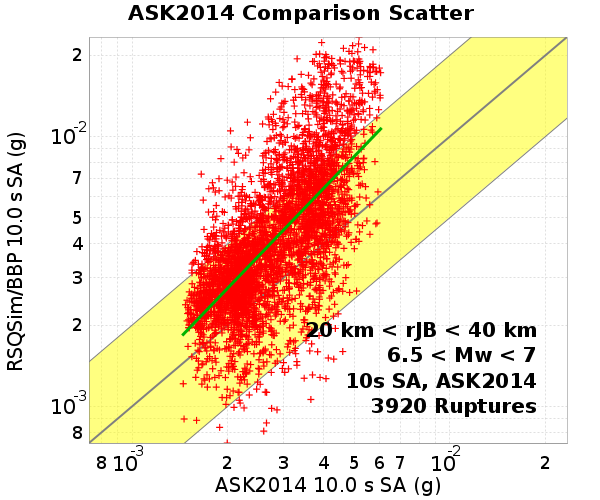 ASK2014 Comparison Scatter
RSQSim/BBP 10.0 s SA (g)
2
10-2
7
5
4
3
2
10-3
8
20 km < rJB < 40 km
6.5 < Mw < 7
10s SA, ASK2014
3920 Ruptures
8 10-3 2 3 4 5 6 7 10-2 2
ASK2014 10.0 s SA (g)